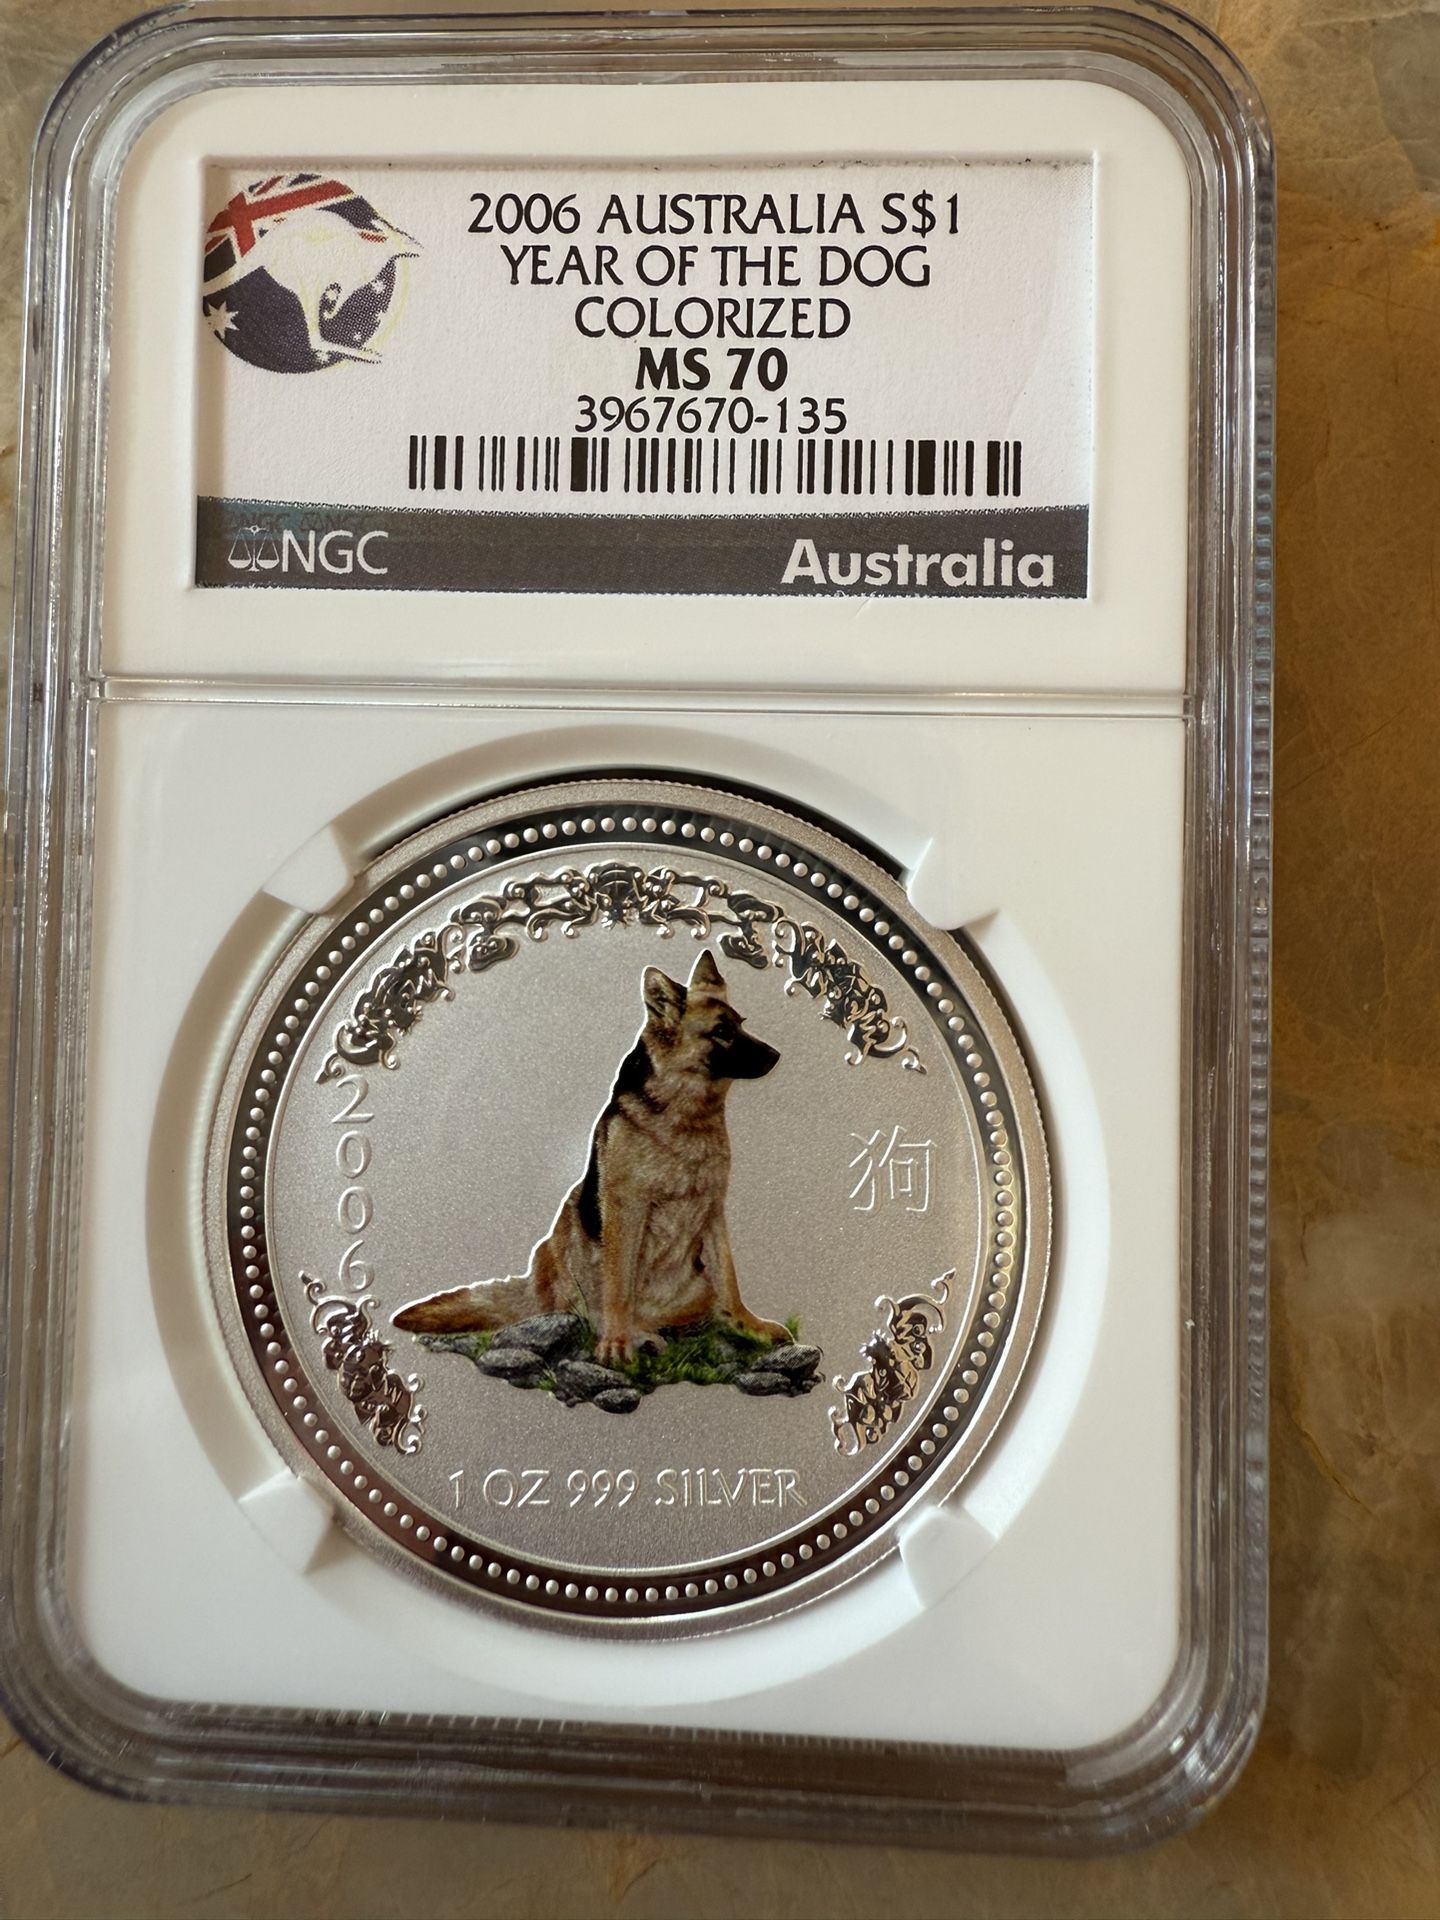 2006 AUSTRALIA S$1
YEAR OF THE DOG
COLORIZED
MS 70
3967670-135
NGC
Australia
2006
狗
1 OZ 999 SILVER